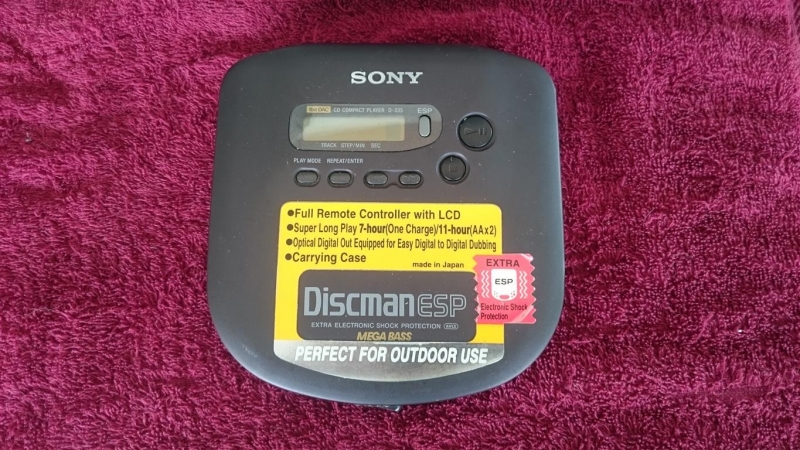 SONY
CD COMPACT PLAYER D-335
ESP
TRACK STEP/MIN SEC
PLAY MODE REPEAT/ENTER
•Full Remote Controller with LCD
•Super Long Play 7-hour(One Charge)/11-hour(AAx2)
•Optical Digital Out Equipped for Easy Digital to Digital Dubbing
•Carrying Case
made in Japan
EXTRA
ESP
Electronic Shock
Protection
Discman ESP
EXTRA ELECTRONIC SHOCK PROTECTION
MEGA BASS
PERFECT FOR OUTDOOR USE